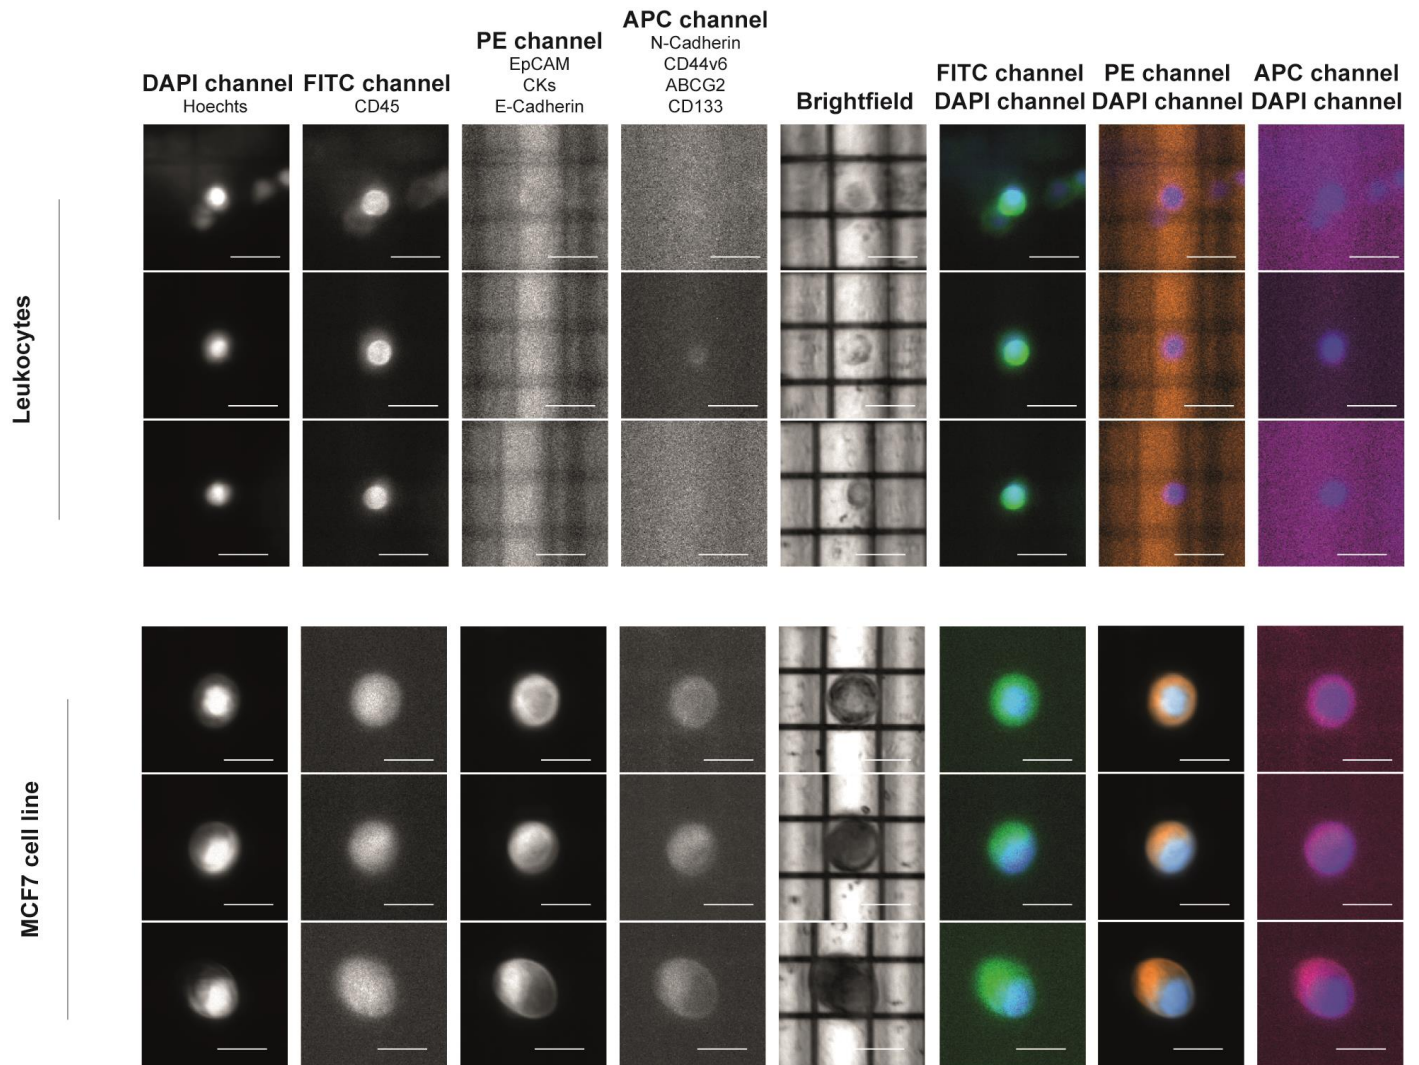 DAPI channel
Hoechts
FITC channel
CD45
PE channel
EpCAM
CKs
E-Cadherin
APC channel
N-Cadherin
CD44v6
ABCG2
CD133
Brightfield
FITC channel
DAPI channel
PE channel
DAPI channel
APC channel
DAPI channel
Leukocytes
MCF7 cell line